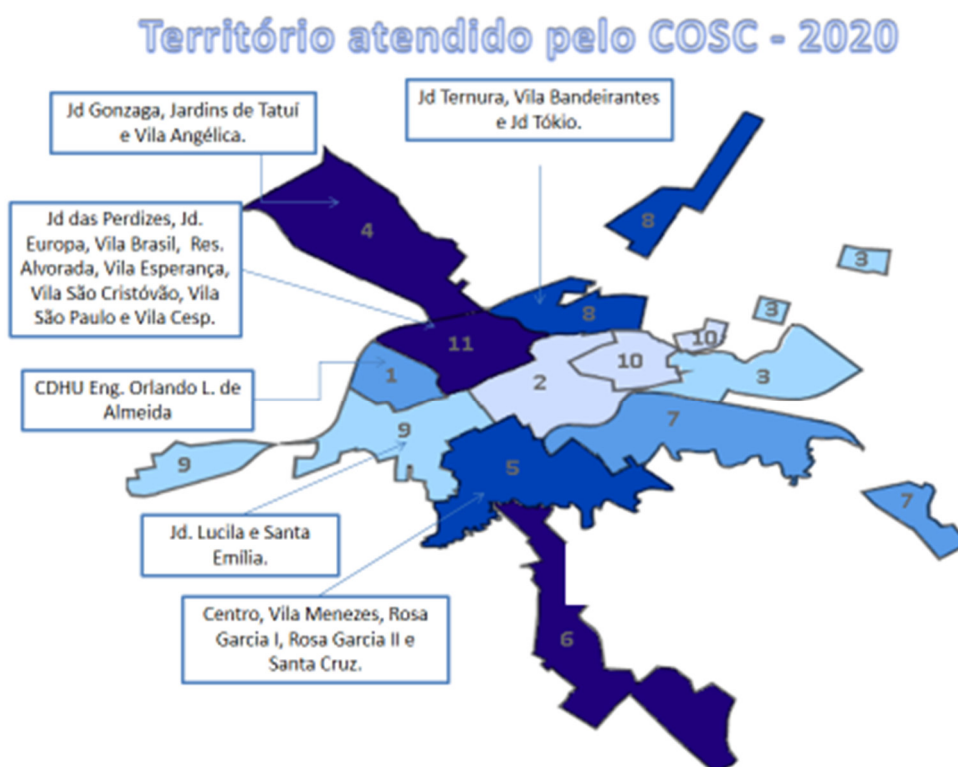 Território atendido pelo COSC - 2020
Jd Gonzaga, Jardins de Tatuí
e Vila Angélica.
Jd Ternura, Vila Bandeirantes
e Jd Tókio.
Jd das Perdizes, Jd.
Europa, Vila Brasil, Res.
Alvorada, Vila Esperança,
Vila São Cristóvão, Vila
São Paulo e Vila Cesp.
CDHU Eng. Orlando L. de
Almeida
Jd. Lucila e Santa
Emília.
Centro, Vila Menezes, Rosa
Garcia I, Rosa Garcia II e
Santa Cruz.
4
8
3
3
8
11
10
10
1
2
3
9
7
9
5
7
6